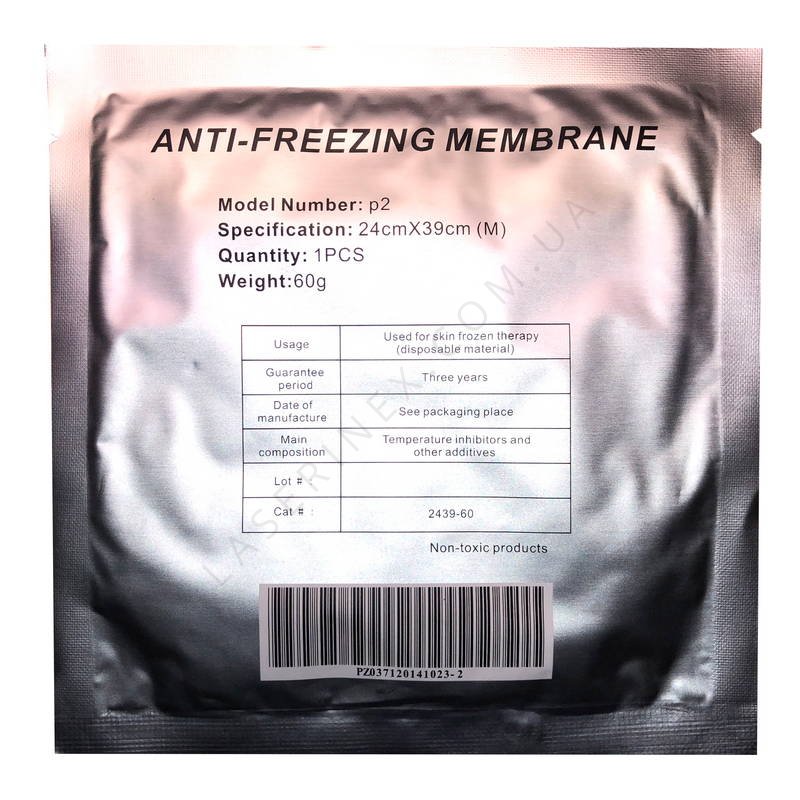 ANTI-FREEZING MEMBRANE
Model Number: p2
Specification: 24cmX39cm (M)
Quantity: 1PCS
Weight:60g
Usage
Used for skin frozen therapy
(disposable material)
Guarantee
period
Three years
Date of
manufacture
See packaging place
Main
composition
Temperature inhibitors and
other additives
Lot # :
Cat # :
2439-60
Non-toxic products
PZ037120141023-2
LASERINEX.COM.UA